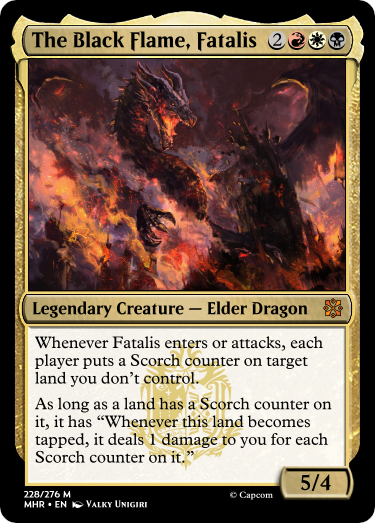 The Black Flame, Fatalis 2
Legendary Creature — Elder Dragon
Whenever Fatalis enters or attacks, each
player puts a Scorch counter on target
land you don't control.
As long as a land has a Scorch counter on
it, it has “Whenever this land becomes
tapped, it deals 1 damage to you for each
Scorch counter on it.”
5/4
228/276 M
MHR • EN VALKY UNIGIRI
© Capcom